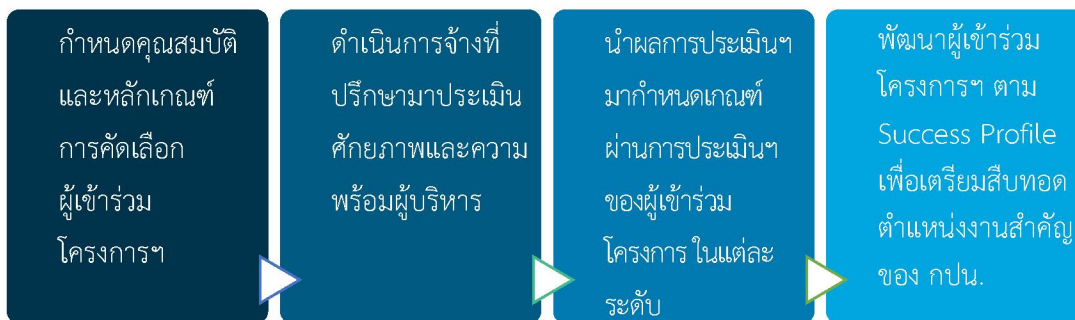 กำหนดคุณสมบัติ
และหลักเกณฑ์
การคัดเลือก
ผู้เข้าร่วม
โครงการฯ
ดำเนินการจ้างที่
ปรึกษามาประเมิน
ศักยภาพและความ
พร้อมผู้บริหาร
นำผลการประเมินฯ
มากำหนดเกณฑ์
ผ่านการประเมินฯ
ของผู้เข้าร่วม
โครงการ ในแต่ละ
ระดับ
พัฒนาผู้เข้าร่วม
โครงการฯ ตาม
Success Profile
เพื่อเตรียมสืบทอด
ตำแหน่งงานสำคัญ
ของ กปน.